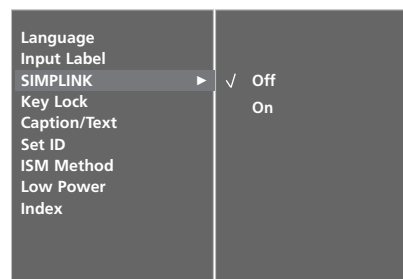 Language
Input Label
SIMPLINK ► √ Off
Key Lock On
Caption/Text
Set ID
ISM Method
Low Power
Index